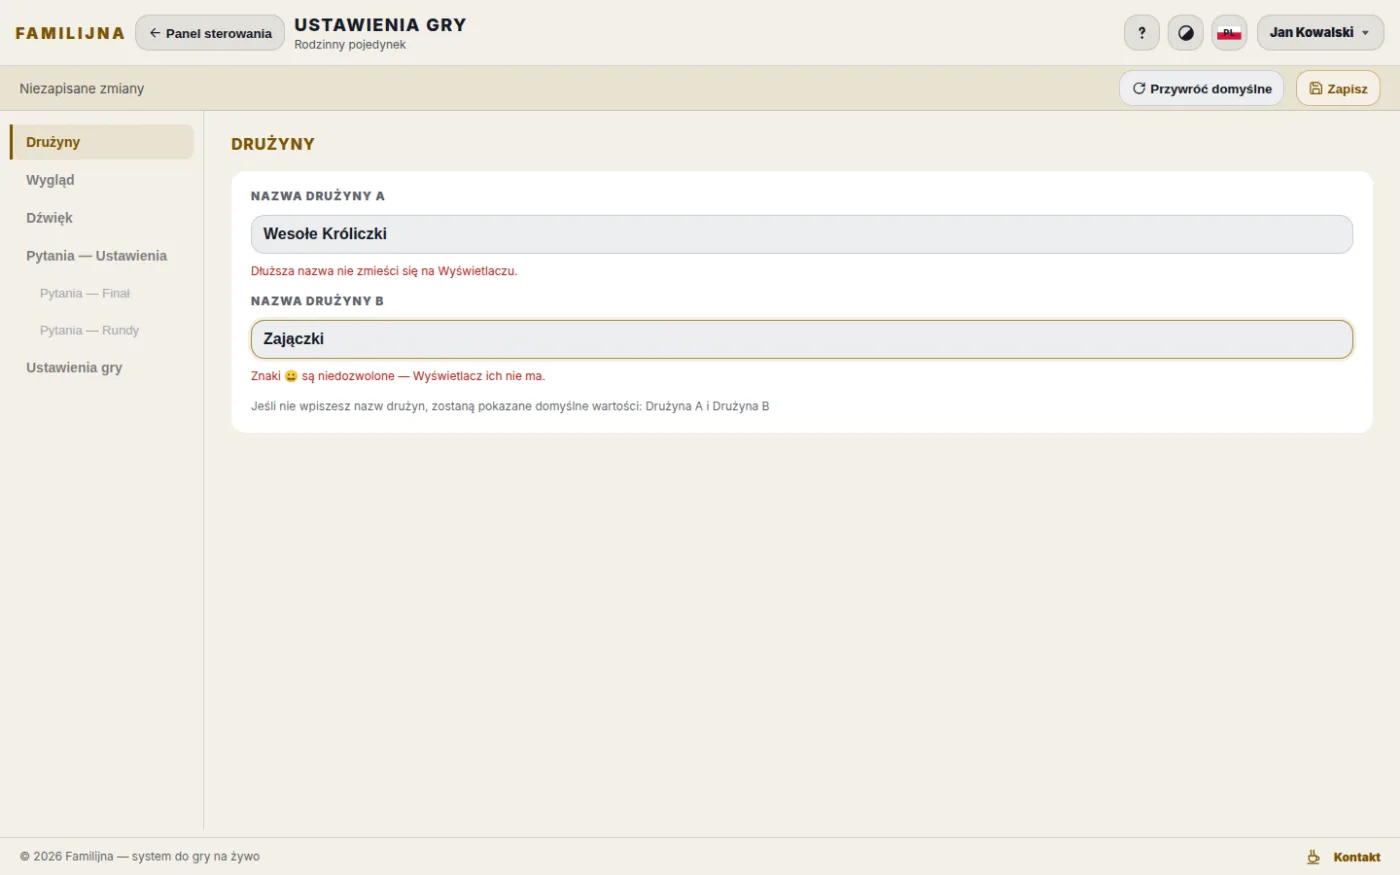 FAMILIJNA
← Panel sterowania
USTAWIENIA GRY
Rodzinny pojedynek
?
PL
Jan Kowalski
Niezapisane zmiany
Przywróć domyślne
Zapisz
Drużyny
Wygląd
Dźwięk
Pytania — Ustawienia
Pytania — Finał
Pytania — Rundy
Ustawienia gry
DRUŻYNY
NAZWA DRUŻYNY A
Wesołe Króliczki
Dłuższa nazwa nie zmieści się na Wyświetlaczu.
NAZWA DRUŻYNY B
Zajączki
Znaki 😀 są niedozwolone — Wyświetlacz ich nie ma.
Jeśli nie wpiszesz nazw drużyn, zostaną pokazane domyślne wartości: Drużyna A i Drużyna B
© 2026 Familijna — system do gry na żywo
Kontakt